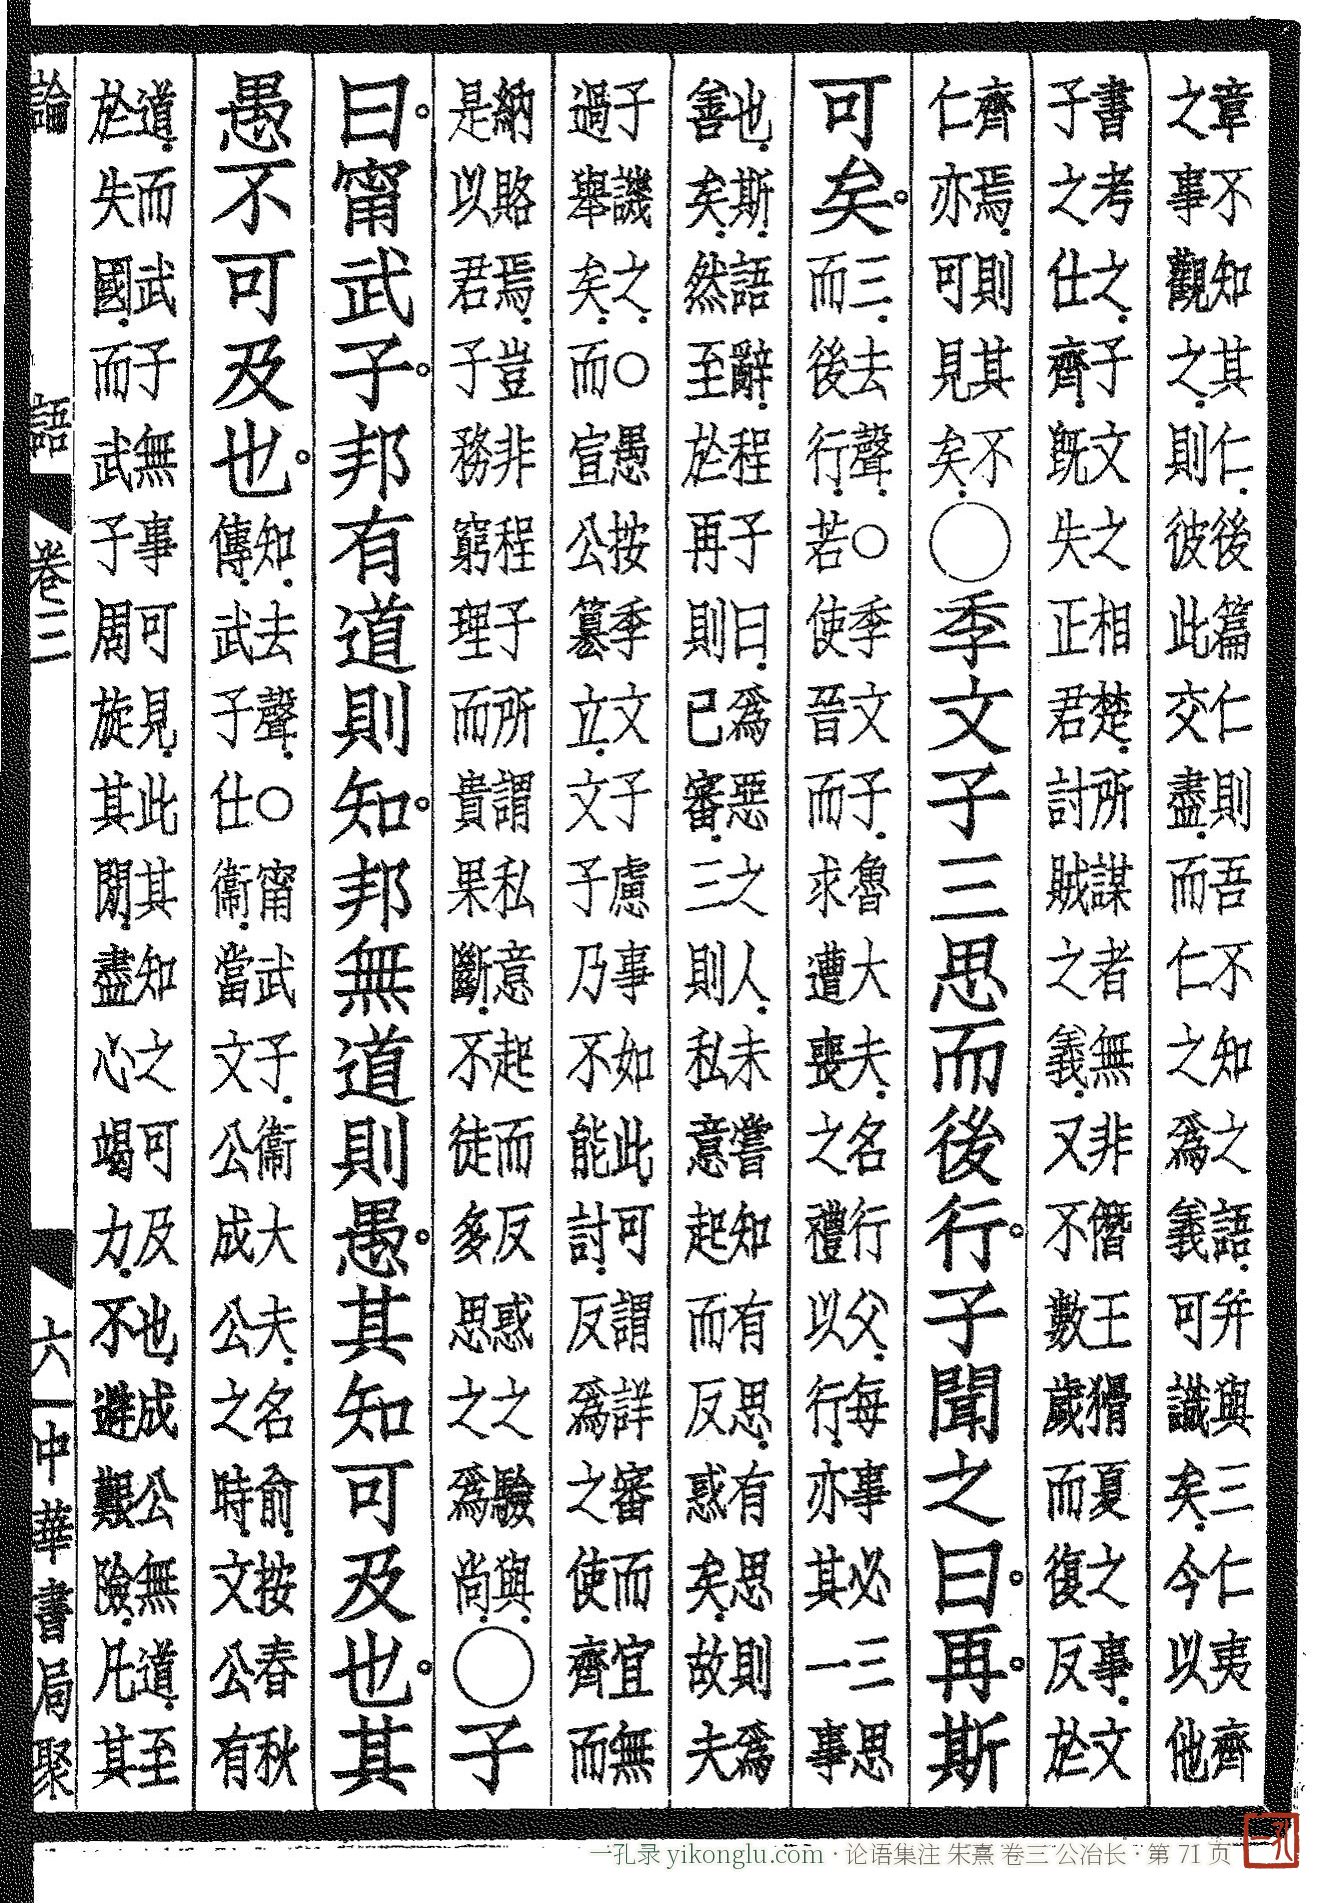 章不知其仁後篇仁則吾不知之語并與三仁夷齊
之事觀之則彼此交盡而仁之爲義可識矣今以他
書考之子文之相楚所謀者無非僭王猾夏之事文
子之仕齊既失正君討賊之義又不數歲而復反於
齊焉則其不
仁亦可見矣
○季文子三思而後行。子聞之曰。再。斯
可矣。
三去聲○季文子魯大夫名行父每事必三思
而後行若使晉而求遭喪之禮以行亦其一事
也斯語辭程子曰爲惡之人未嘗知有思有思則爲
善矣然至於再則已審三則私意起而反惑矣故夫
子譏之○愚按季文子慮事如此可謂詳審而宜無
過舉矣而宣公篡立文子乃不能討反爲之使齊而
納賂焉豈非程子所謂私意起而反惑之驗與
是以君子務窮理而貴果斷不徒多思之爲尚
○子
曰。甯武子。邦有道則知。邦無道則愚。其知可及也。其
愚不可及也。
知去聲○甯武子衞大夫名俞按春秋
傳武子仕衞當文公成公之時文公有
道而武子無事可見此其知之可及也成公無道至
於失國而武子周旋其閒盡心竭力不避艱險凡其
論語 卷三 六 中華書局聚
一孔录 yikonglu.com · 论语集注 朱熹 卷三 公冶长 · 第 71 页
一孔